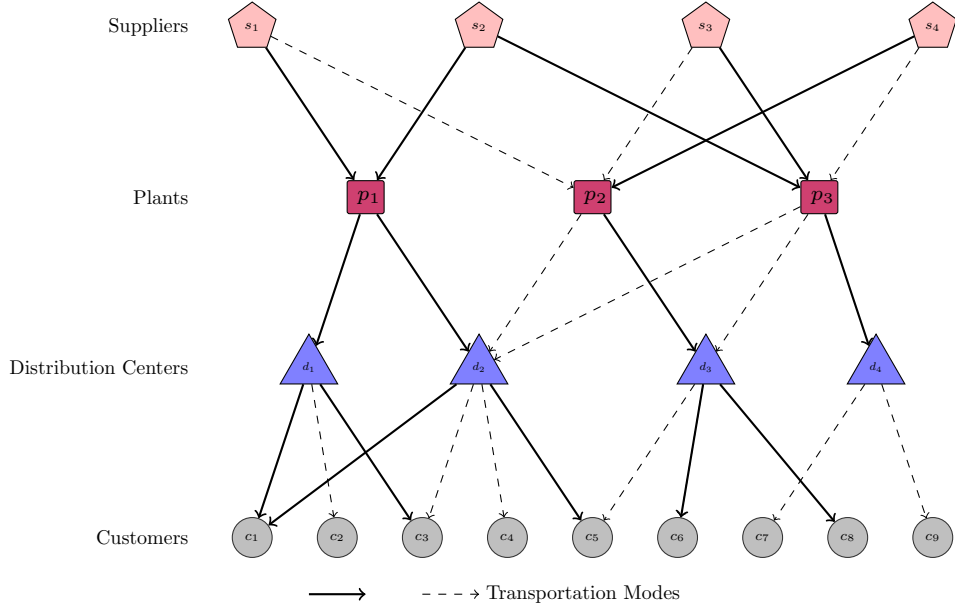 Suppliers s1 s2 s3 s4
Plants p1 p2 p3
Distribution Centers d1 d2 d3 d4
Customers c1 c2 c3 c4 c5 c6 c7 c8 c9
Transportation Modes